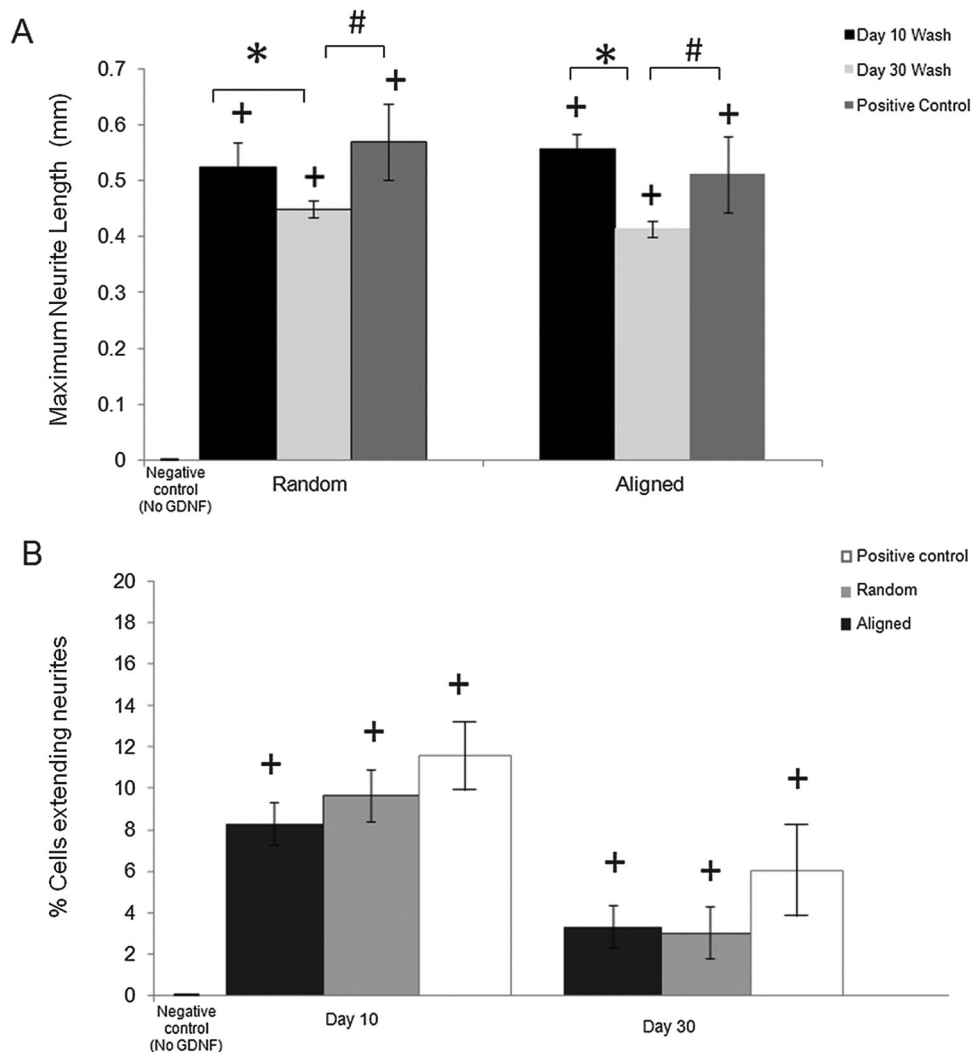 A
Day 10 Wash
Day 30 Wash
Positive Control
Maximum Neurite Length (mm)
0.7
0.6
0.5
0.4
0.3
0.2
0.1
0
* # * #
+ + + + + +
Negative
control
(No GDNF)
Random
Aligned
B
Positive control
Random
Aligned
% Cells extending neurites
20
18
16
14
12
10
8
6
4
2
0
+ + + + + +
Negative
control
(No GDNF)
Day 10
Day 30